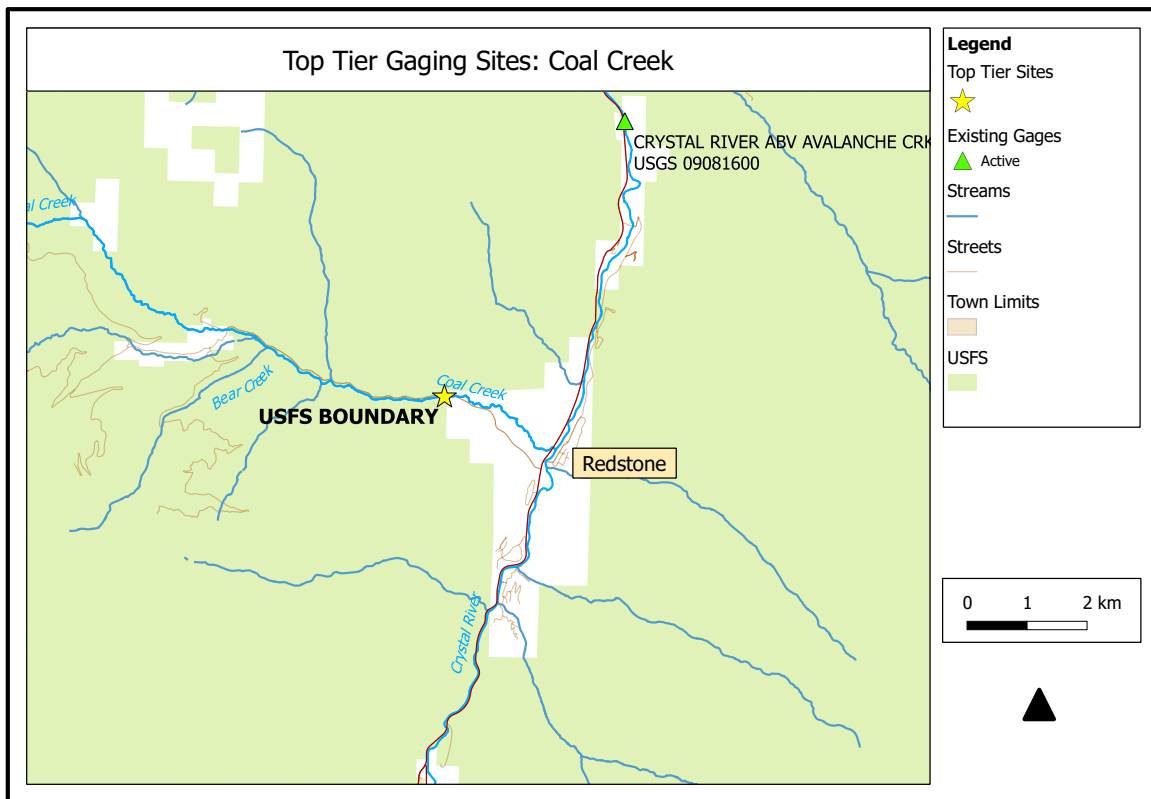 Top Tier Gaging Sites: Coal Creek
CRYSTAL RIVER ABV AVALANCHE CRK
USGS 09081600
al Creek
Coal Creek
Bear Creek
USFS BOUNDARY
Redstone
Crystal River
Legend
Top Tier Sites
Existing Gages
Active
Streams
Streets
Town Limits
USFS
0 1 2 km